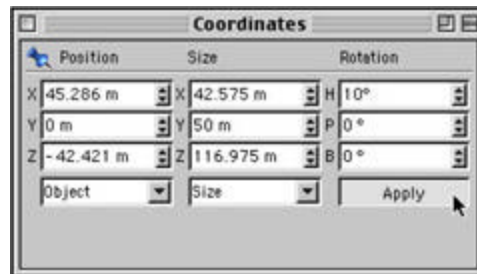 Coordinates
Position Size Rotation
X 45.286 m X 42.575 m H 10°
Y 0 m Y 50 m P 0°
Z -42.421 m Z 116.975 m B 0°
Object Size Apply